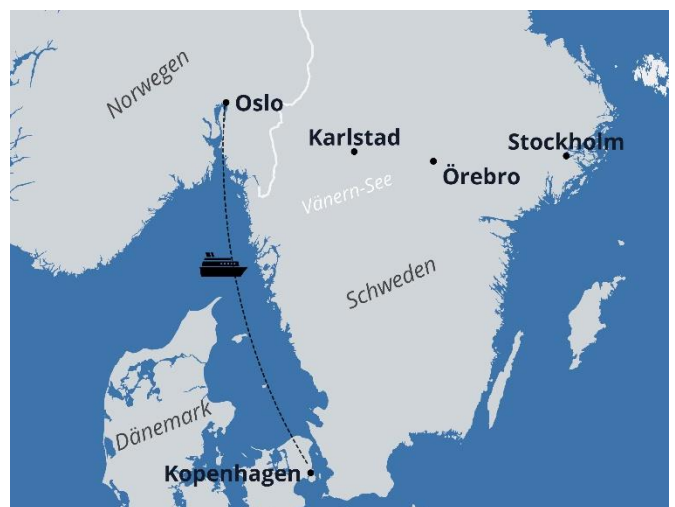 Norwegen
Oslo
Karlstad
Stockholm
Örebro
Vänern-See
Schweden
Dänemark
Kopenhagen